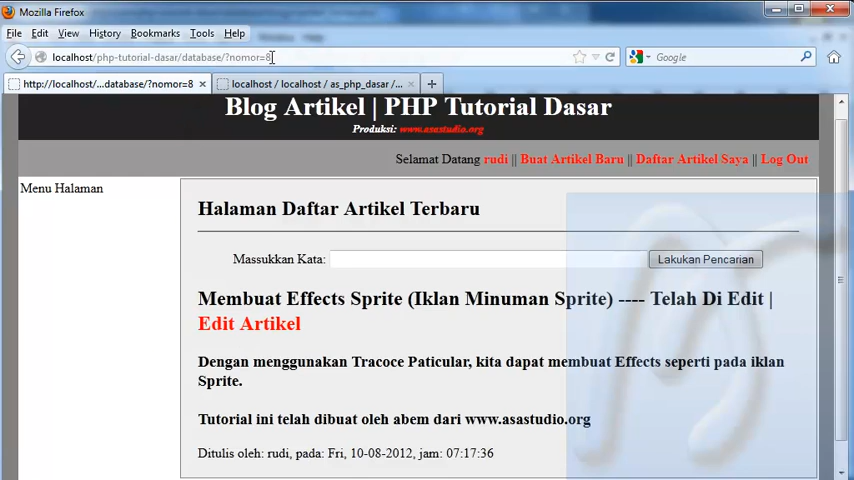 Mozilla Firefox
File Edit View History Bookmarks Tools Help
localhost/php-tutorial-dasar/database/?nomor=8
Google
http://localhost/...database/?nomor=8
localhost / localhost / as_php_dasar /...
Blog Artikel | PHP Tutorial Dasar
Produksi: www.asastudio.org
Selamat Datang rudi || Buat Artikel Baru || Daftar Artikel Saya || Log Out
Menu Halaman
Halaman Daftar Artikel Terbaru
Massukkan Kata:
Lakukan Pencarian
Membuat Effects Sprite (Iklan Minuman Sprite) ---- Telah Di Edit |
Edit Artikel
Dengan menggunakan Tracoce Paticular, kita dapat membuat Effects seperti pada iklan
Sprite.
Tutorial ini telah dibuat oleh abem dari www.asastudio.org
Ditulis oleh: rudi, pada: Fri, 10-08-2012, jam: 07:17:36